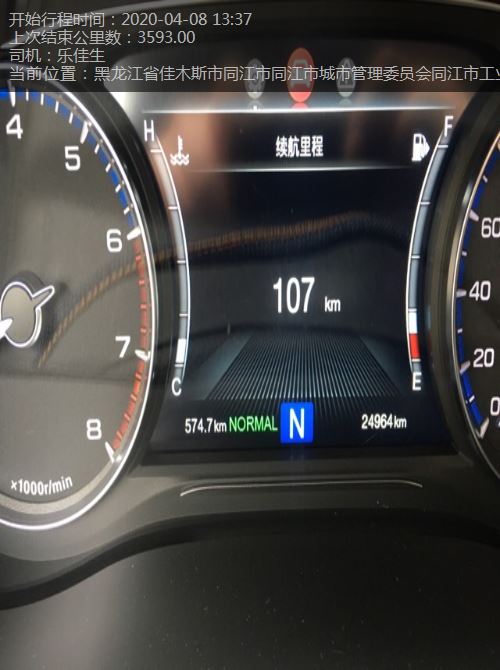 开始行程时间：2020-04-08 13:37
上次结束公里数：3593.00
司机：乐佳生
当前位置：黑龙江省佳木斯市同江市同江市城市管理委员会同江市工业
H 续航里程 F
4
5
6
7
8
×1000r/min
107 km
C E
574.7km NORMAL N 24964km
60
40
20
0